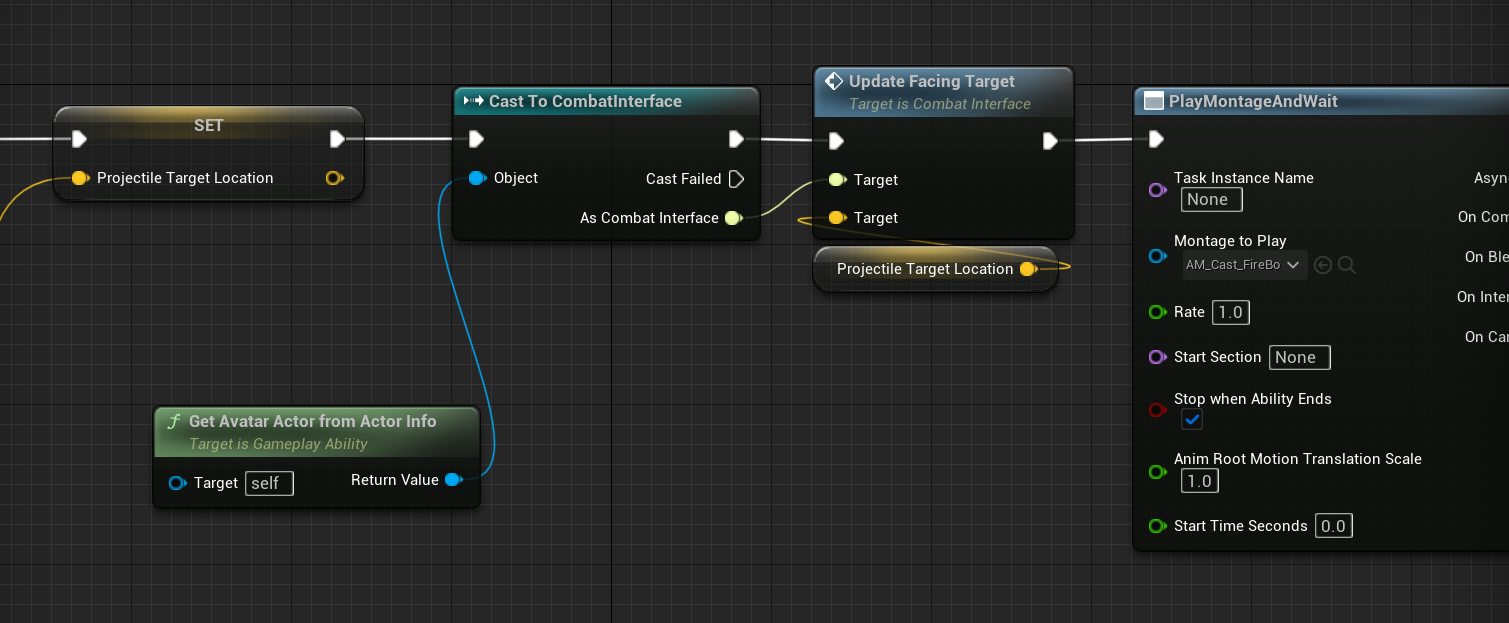 SET
Projectile Target Location
Cast To CombatInterface
Object
Cast Failed
As Combat Interface
Update Facing Target
Target is Combat Interface
Target
Target
Projectile Target Location
f Get Avatar Actor from Actor Info
Target is Gameplay Ability
Target self
Return Value
PlayMontageAndWait
Task Instance Name
None
Montage to Play
AM_Cast_FireBo
Rate 1.0
Start Section None
Stop when Ability Ends
Anim Root Motion Translation Scale
1.0
Start Time Seconds 0.0
Asyn
On Com
On Ble
On Inter
On Can